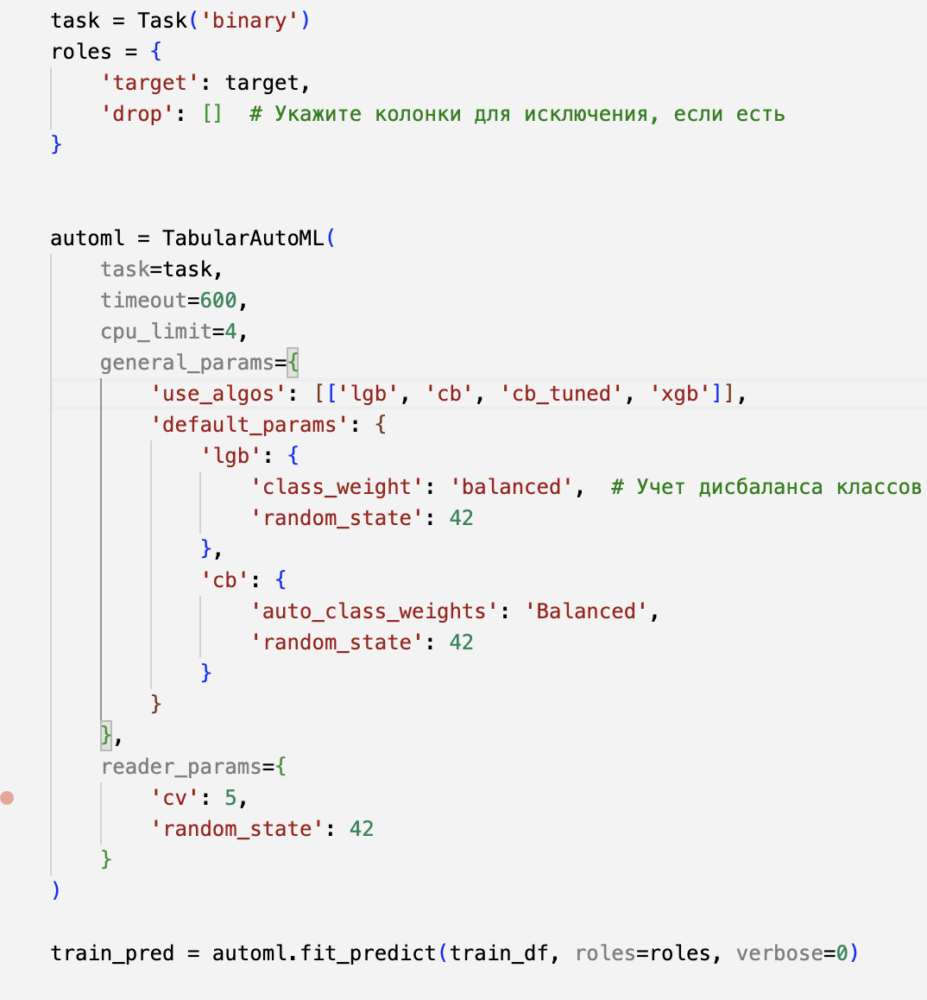 task = Task('binary')
roles = {
    'target': target,
    'drop': []  # Укажите колонки для исключения, если есть
}
automl = TabularAutoML(
    task=task,
    timeout=600,
    cpu_limit=4,
    general_params={
        'use_algos': [['lgb', 'cb', 'cb_tuned', 'xgb']],
        'default_params': {
            'lgb': {
                'class_weight': 'balanced',  # Учет дисбаланса классов
                'random_state': 42
            },
            'cb': {
                'auto_class_weights': 'Balanced',
                'random_state': 42
            }
        }
    },
    reader_params={
        'cv': 5,
        'random_state': 42
    }
)
train_pred = automl.fit_predict(train_df, roles=roles, verbose=0)